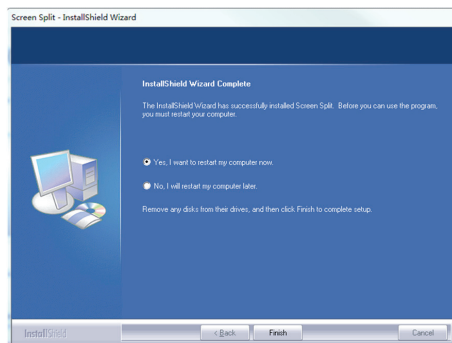 Screen Split - InstallShield Wizard
InstallShield Wizard Complete
The InstallShield Wizard has successfully installed Screen Split. Before you can use the program,
you must restart your computer.
Yes, I want to restart my computer now.
No, I will restart my computer later.
Remove any disks from their drives, and then click Finish to complete setup.
InstallShield
< Back
Finish
Cancel